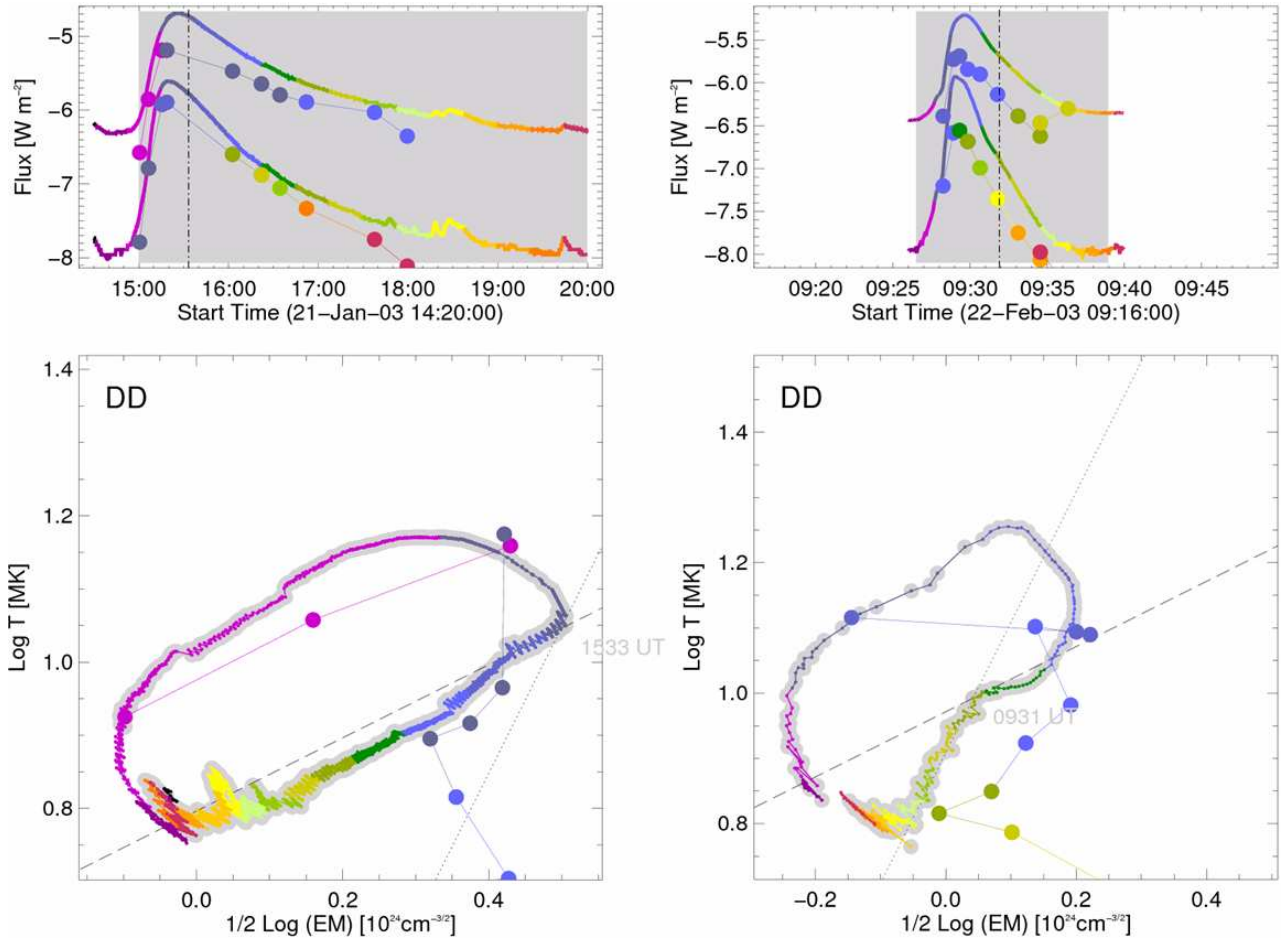 Flux [W m⁻²]
−5
−6
−7
−8
15:00 16:00 17:00 18:00 19:00 20:00
Start Time (21−Jan−03 14:20:00)
Flux [W m⁻²]
−5.5
−6.0
−6.5
−7.0
−7.5
−8.0
09:20 09:25 09:30 09:35 09:40 09:45
Start Time (22−Feb−03 09:16:00)
DD
Log T [MK]
1.4
1.2
1.0
0.8
1533 UT
0.0 0.2 0.4
1/2 Log (EM) [10²⁴cm⁻³ᐟ²]
DD
Log T [MK]
1.4
1.2
1.0
0.8
0931 UT
−0.2 0.0 0.2 0.4
1/2 Log (EM) [10²⁴cm⁻³ᐟ²]